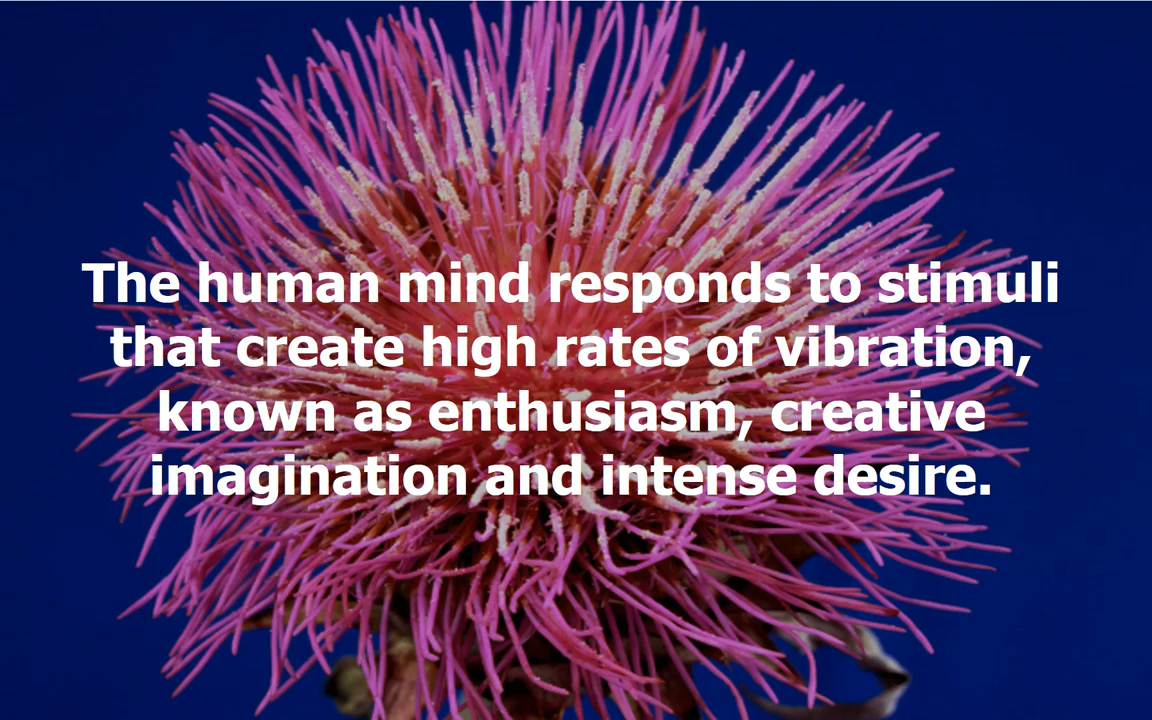 The human mind responds to stimuli
that create high rates of vibration,
known as enthusiasm, creative
imagination and intense desire.